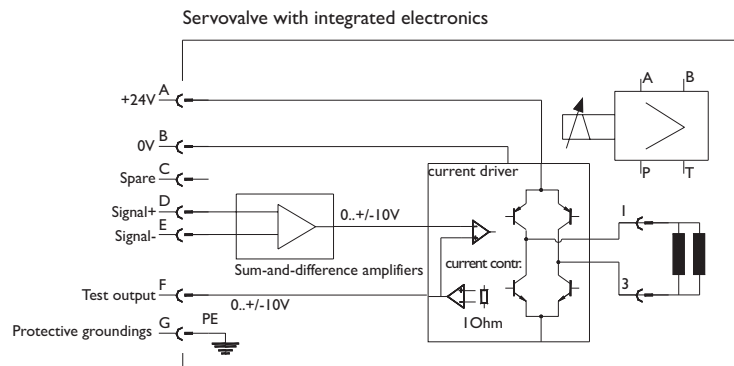 Servovalve with integrated electronics
A
+24V
B
0V
C
Spare
D
Signal+
E
Signal-
F
Test output
G
Protective groundings
PE
0..+/-10V
Sum-and-difference amplifiers
0..+/-10V
current driver
current contr.
1Ohm
A B
P T
1
3